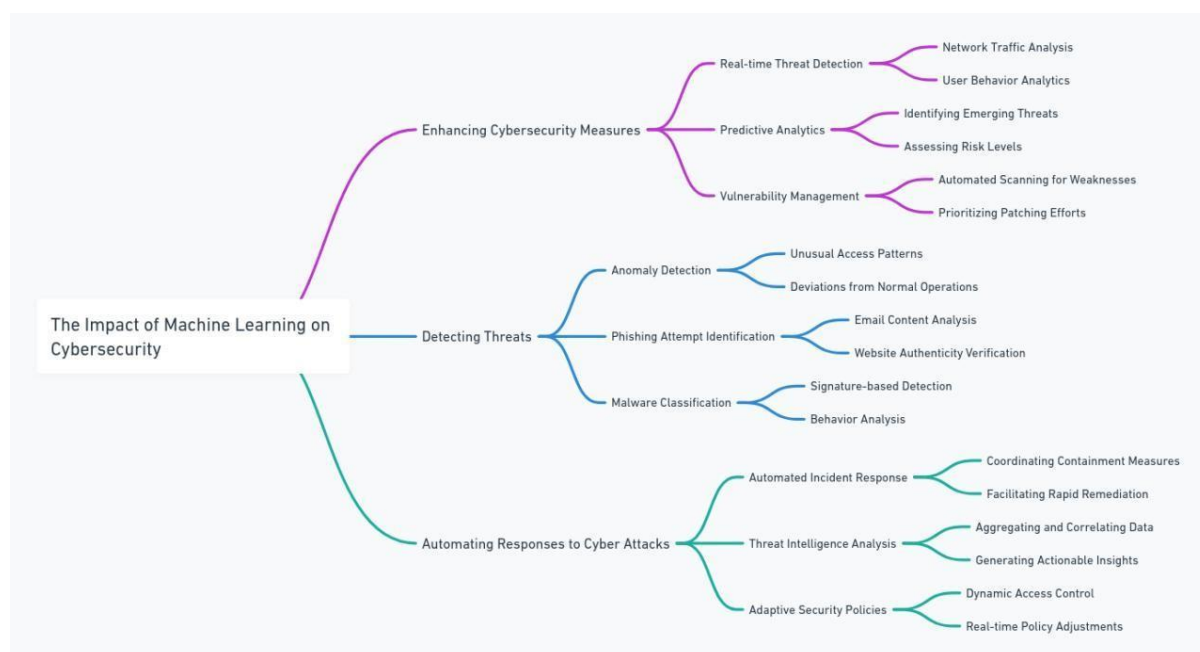 The Impact of Machine Learning on
Cybersecurity
Enhancing Cybersecurity Measures
Real-time Threat Detection
Network Traffic Analysis
User Behavior Analytics
Predictive Analytics
Identifying Emerging Threats
Assessing Risk Levels
Vulnerability Management
Automated Scanning for Weaknesses
Prioritizing Patching Efforts
Detecting Threats
Anomaly Detection
Unusual Access Patterns
Deviations from Normal Operations
Phishing Attempt Identification
Email Content Analysis
Website Authenticity Verification
Malware Classification
Signature-based Detection
Behavior Analysis
Automating Responses to Cyber Attacks
Automated Incident Response
Coordinating Containment Measures
Facilitating Rapid Remediation
Threat Intelligence Analysis
Aggregating and Correlating Data
Generating Actionable Insights
Adaptive Security Policies
Dynamic Access Control
Real-time Policy Adjustments